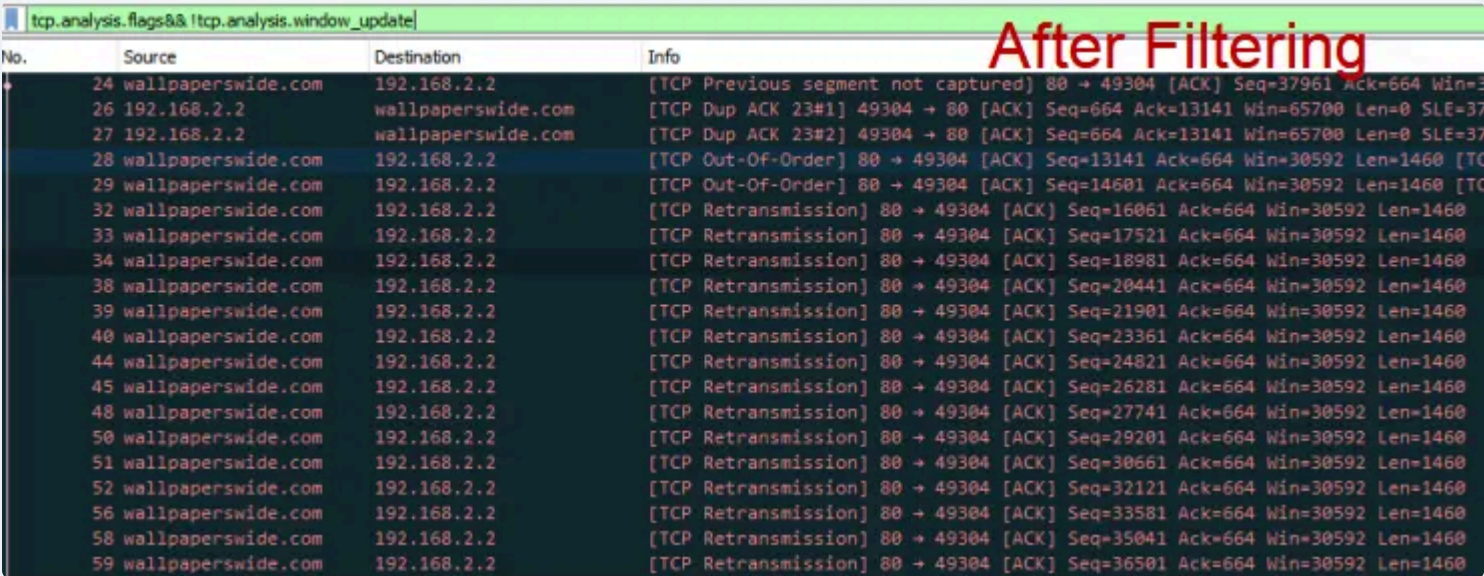 tcp.analysis.flags&& !tcp.analysis.window_update
After Filtering
No. Source Destination Info
24 wallpaperswide.com 192.168.2.2 [TCP Previous segment not captured] 80 → 49304 [ACK] Seq=37961 Ack=664 Win=3
26 192.168.2.2 wallpaperswide.com [TCP Dup ACK 23#1] 49304 → 80 [ACK] Seq=664 Ack=13141 Win=65700 Len=0 SLE=37
27 192.168.2.2 wallpaperswide.com [TCP Dup ACK 23#2] 49304 → 80 [ACK] Seq=664 Ack=13141 Win=65700 Len=0 SLE=37
28 wallpaperswide.com 192.168.2.2 [TCP Out-Of-Order] 80 → 49304 [ACK] Seq=13141 Ack=664 Win=30592 Len=1460 [TC
29 wallpaperswide.com 192.168.2.2 [TCP Out-Of-Order] 80 → 49304 [ACK] Seq=14601 Ack=664 Win=30592 Len=1460 [TC
32 wallpaperswide.com 192.168.2.2 [TCP Retransmission] 80 → 49304 [ACK] Seq=16061 Ack=664 Win=30592 Len=1460
33 wallpaperswide.com 192.168.2.2 [TCP Retransmission] 80 → 49304 [ACK] Seq=17521 Ack=664 Win=30592 Len=1460
34 wallpaperswide.com 192.168.2.2 [TCP Retransmission] 80 → 49304 [ACK] Seq=18981 Ack=664 Win=30592 Len=1460
38 wallpaperswide.com 192.168.2.2 [TCP Retransmission] 80 → 49304 [ACK] Seq=20441 Ack=664 Win=30592 Len=1460
39 wallpaperswide.com 192.168.2.2 [TCP Retransmission] 80 → 49304 [ACK] Seq=21901 Ack=664 Win=30592 Len=1460
40 wallpaperswide.com 192.168.2.2 [TCP Retransmission] 80 → 49304 [ACK] Seq=23361 Ack=664 Win=30592 Len=1460
44 wallpaperswide.com 192.168.2.2 [TCP Retransmission] 80 → 49304 [ACK] Seq=24821 Ack=664 Win=30592 Len=1460
45 wallpaperswide.com 192.168.2.2 [TCP Retransmission] 80 → 49304 [ACK] Seq=26281 Ack=664 Win=30592 Len=1460
48 wallpaperswide.com 192.168.2.2 [TCP Retransmission] 80 → 49304 [ACK] Seq=27741 Ack=664 Win=30592 Len=1460
50 wallpaperswide.com 192.168.2.2 [TCP Retransmission] 80 → 49304 [ACK] Seq=29201 Ack=664 Win=30592 Len=1460
51 wallpaperswide.com 192.168.2.2 [TCP Retransmission] 80 → 49304 [ACK] Seq=30661 Ack=664 Win=30592 Len=1460
52 wallpaperswide.com 192.168.2.2 [TCP Retransmission] 80 → 49304 [ACK] Seq=32121 Ack=664 Win=30592 Len=1460
56 wallpaperswide.com 192.168.2.2 [TCP Retransmission] 80 → 49304 [ACK] Seq=33581 Ack=664 Win=30592 Len=1460
58 wallpaperswide.com 192.168.2.2 [TCP Retransmission] 80 → 49304 [ACK] Seq=35041 Ack=664 Win=30592 Len=1460
59 wallpaperswide.com 192.168.2.2 [TCP Retransmission] 80 → 49304 [ACK] Seq=36501 Ack=664 Win=30592 Len=1460